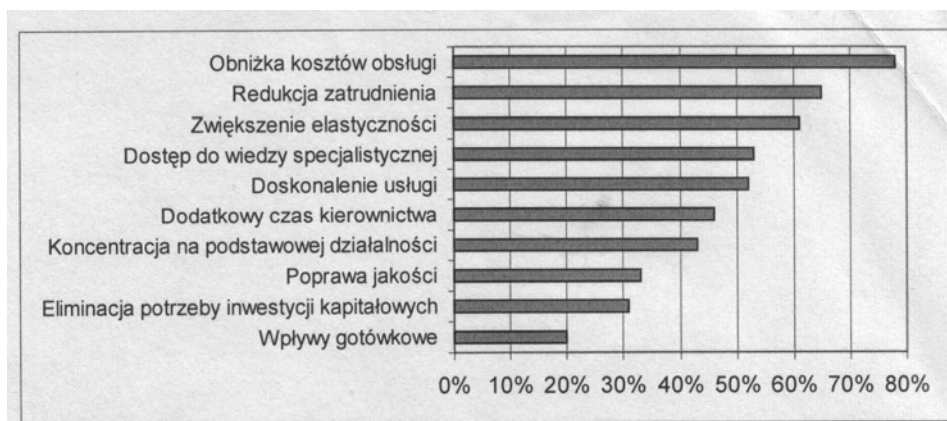 Obniżka kosztów obsługi
Redukcja zatrudnienia
Zwiększenie elastyczności
Dostęp do wiedzy specjalistycznej
Doskonalenie usługi
Dodatkowy czas kierownictwa
Koncentracja na podstawowej działalności
Poprawa jakości
Eliminacja potrzeby inwestycji kapitałowych
Wpływy gotówkowe
0% 10% 20% 30% 40% 50% 60% 70% 80%